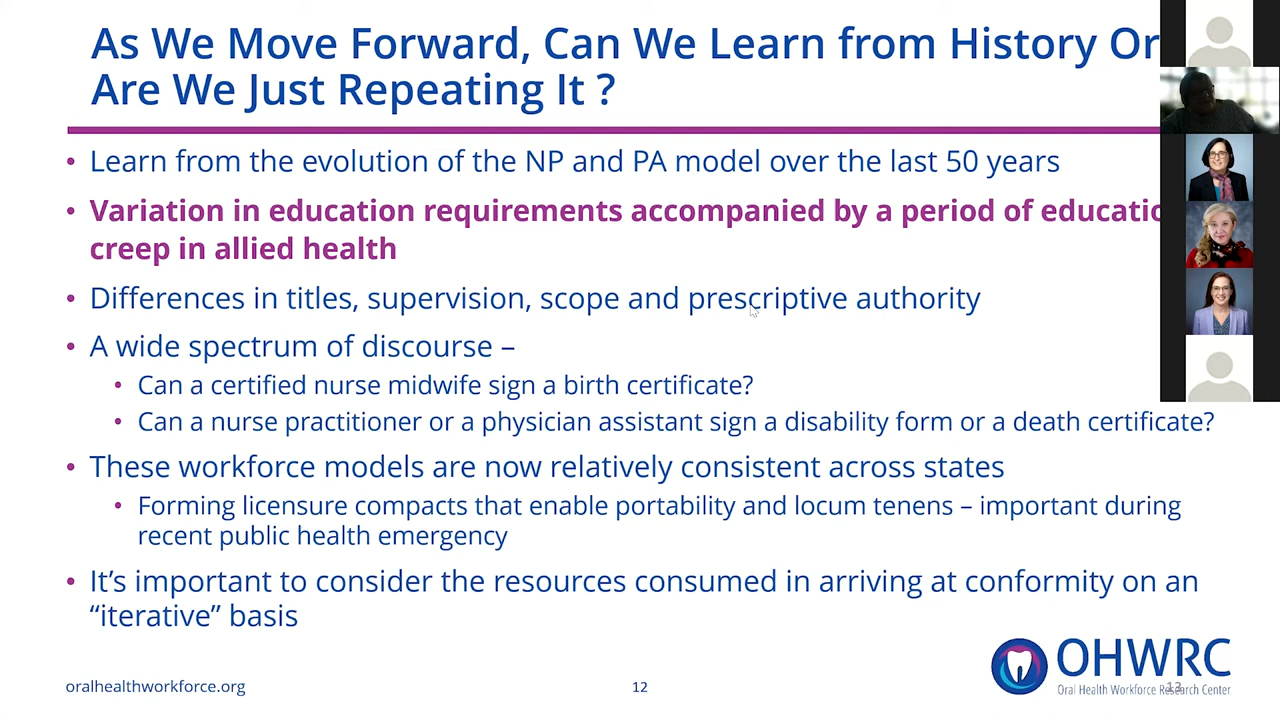 As We Move Forward, Can We Learn from History Or
Are We Just Repeating It ?
• Learn from the evolution of the NP and PA model over the last 50 years
• Variation in education requirements accompanied by a period of educatio
creep in allied health
• Differences in titles, supervision, scope and prescriptive authority
• A wide spectrum of discourse –
• Can a certified nurse midwife sign a birth certificate?
• Can a nurse practitioner or a physician assistant sign a disability form or a death certificate?
• These workforce models are now relatively consistent across states
• Forming licensure compacts that enable portability and locum tenens – important during
recent public health emergency
• It’s important to consider the resources consumed in arriving at conformity on an
“iterative” basis
OHWRC
Oral Health Workforce Research Center
oralhealthworkforce.org
12
13